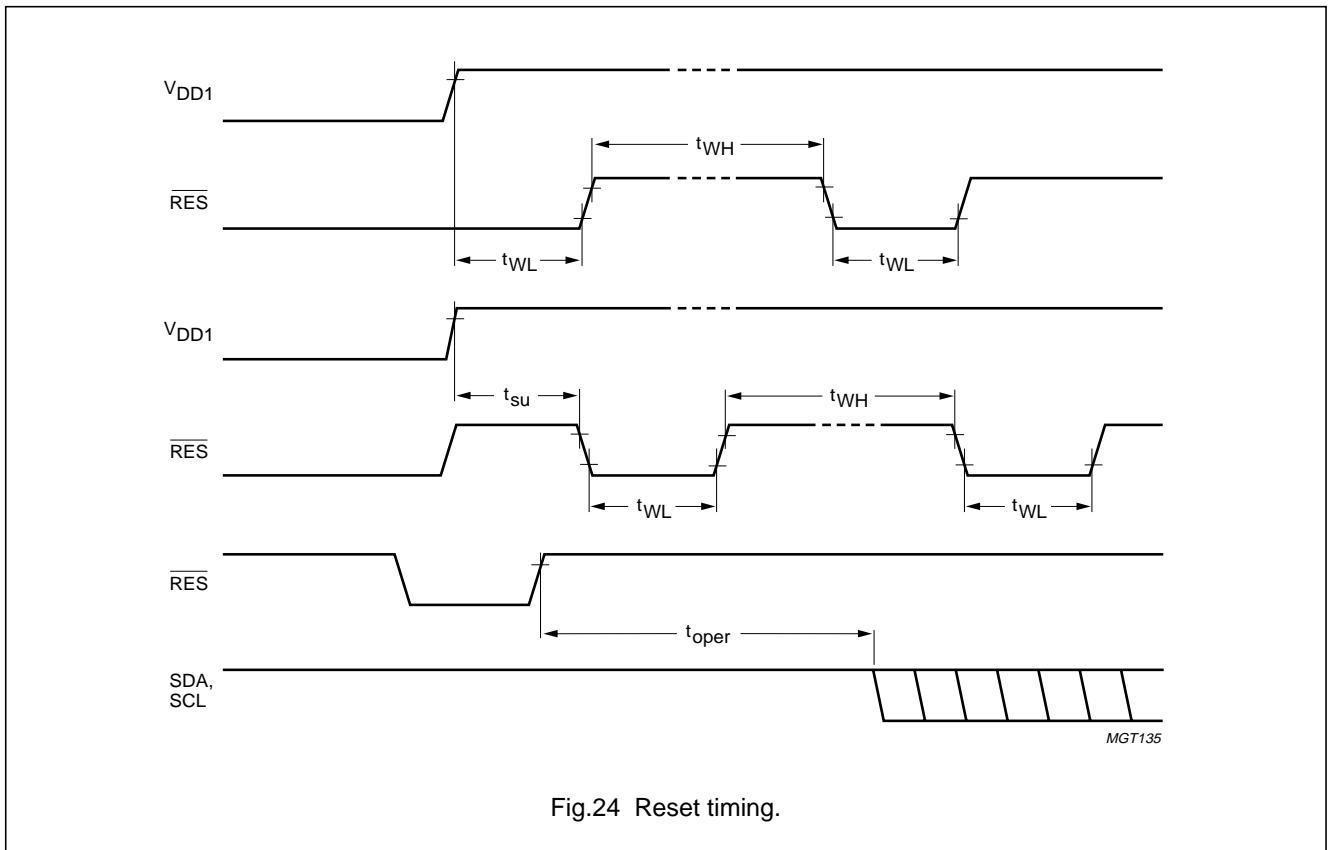 VDD1
tWH
RES
tWL tWL
VDD1
tsu tWH
RES
tWL tWL
RES
toper
SDA,
SCL
MGT135
Fig.24 Reset timing.